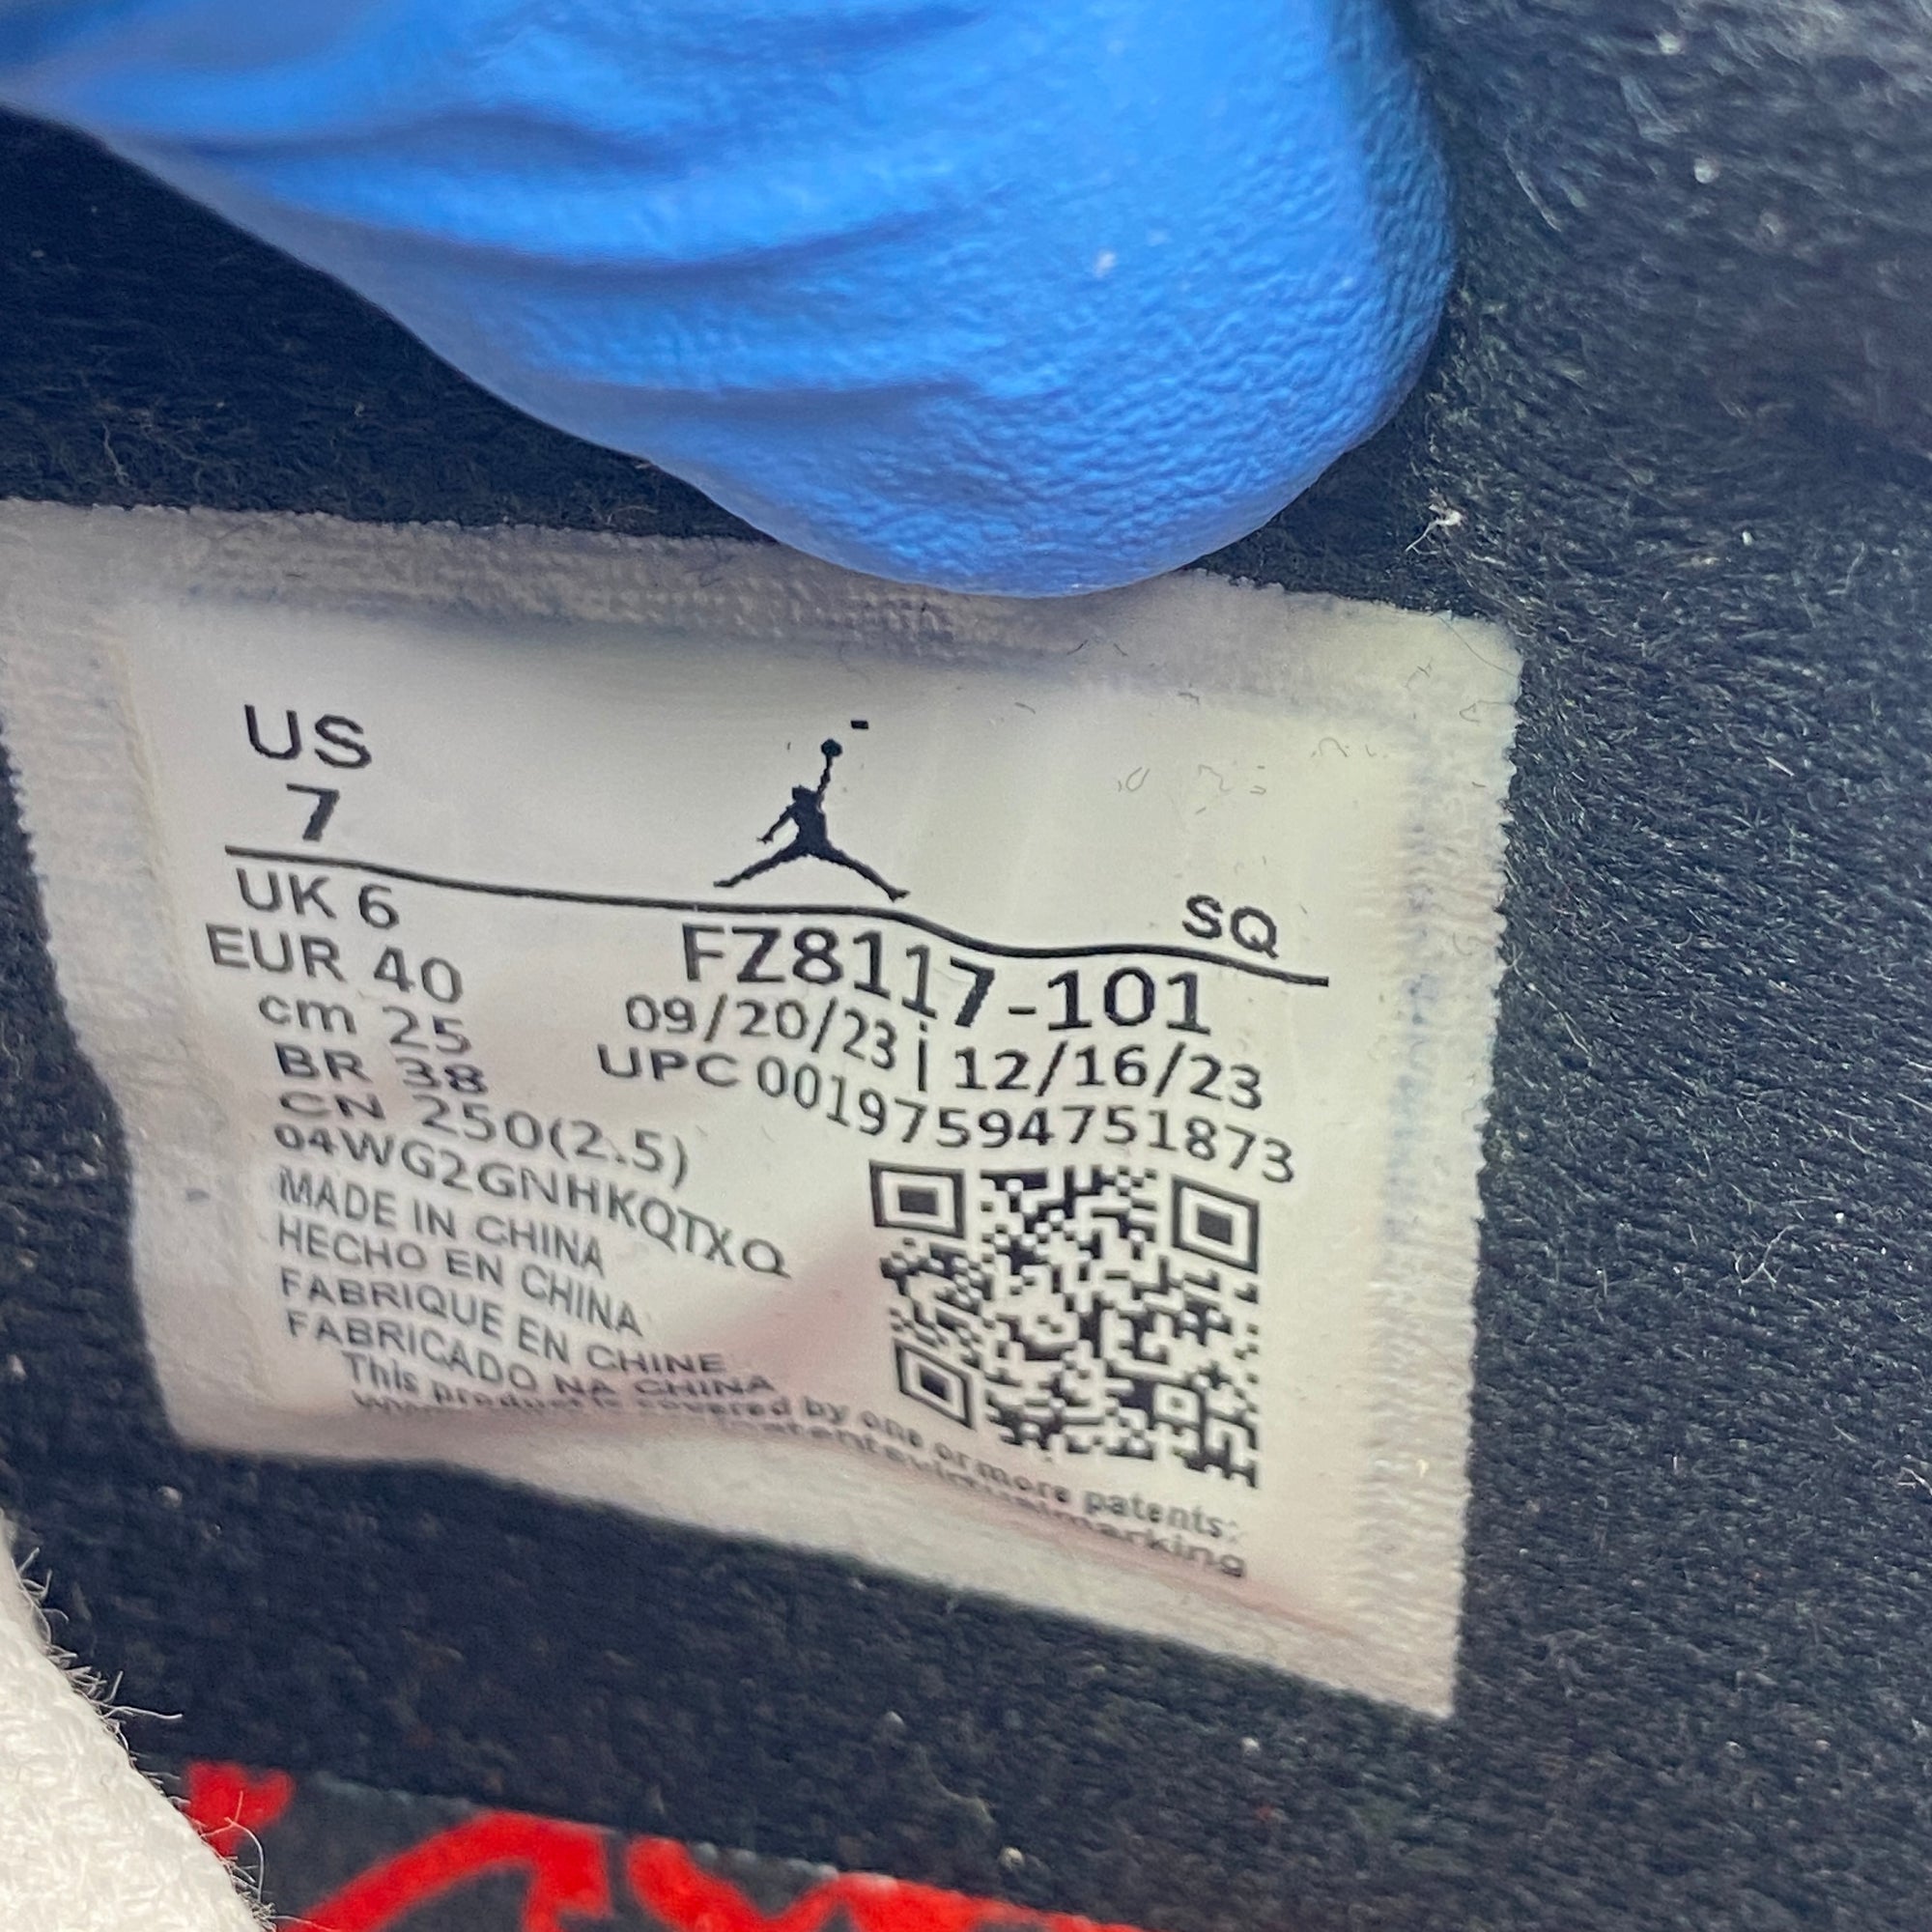 US
7
SQ
UK 6
EUR 40
cm 25
BR 38
CN 250(2.5)
FZ8117-101
09/20/23 | 12/16/23
UPC 00197594751873
04WG2GNHKQTXQ
MADE IN CHINA
HECHO EN CHINA
FABRIQUE EN CHINE
FABRICADO NA CHINA
This product is covered by one or more patents: